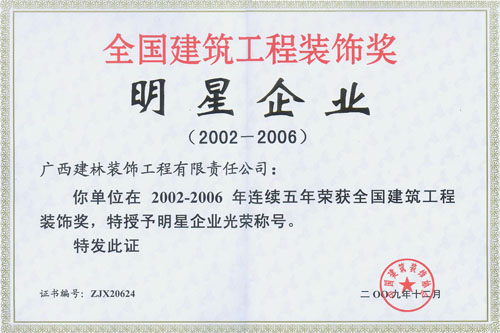 全国建筑工程装饰奖
明星企业
（2002－2006）
广西建林装饰工程有限责任公司：
你单位在 2002-2006 年连续五年荣获全国建筑工程
装饰奖，特授予明星企业光荣称号。
特发此证
证书编号：ZJX20624
二OO九年十二月